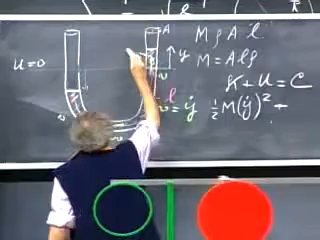 A
M ρ A l
u=0
y
M = Alρ
K+U = C
l
v = ẏ
½M(ẏ)² +